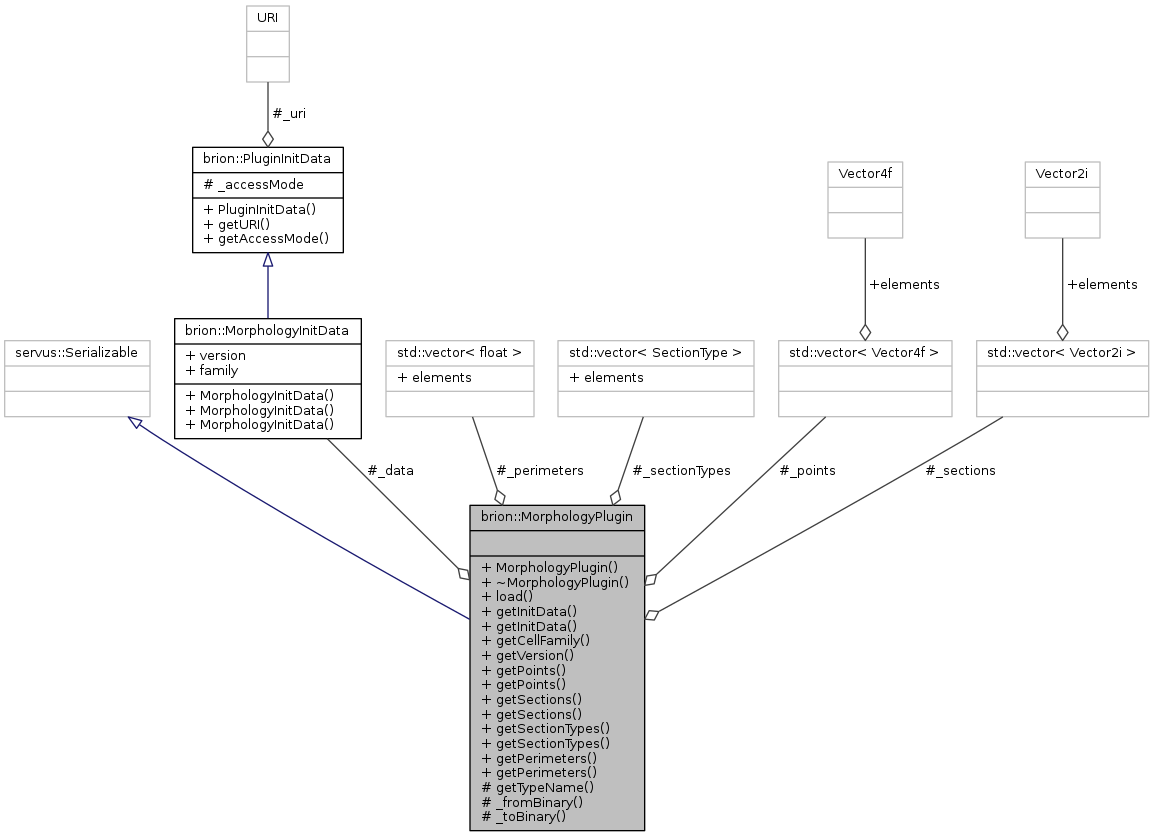 URI
#_uri
brion::PluginInitData
# _accessMode
+ PluginInitData()
+ getURI()
+ getAccessMode()
Vector4f
Vector2i
+elements
+elements
servus::Serializable
brion::MorphologyInitData
+ version
+ family
+ MorphologyInitData()
+ MorphologyInitData()
+ MorphologyInitData()
std::vector< float >
+ elements
std::vector< SectionType >
+ elements
std::vector< Vector4f >
std::vector< Vector2i >
#_data
#_perimeters
#_sectionTypes
#_points
#_sections
brion::MorphologyPlugin
+ MorphologyPlugin()
+ ~MorphologyPlugin()
+ load()
+ getInitData()
+ getInitData()
+ getCellFamily()
+ getVersion()
+ getPoints()
+ getPoints()
+ getSections()
+ getSections()
+ getSectionTypes()
+ getSectionTypes()
+ getPerimeters()
+ getPerimeters()
# getTypeName()
# _fromBinary()
# _toBinary()